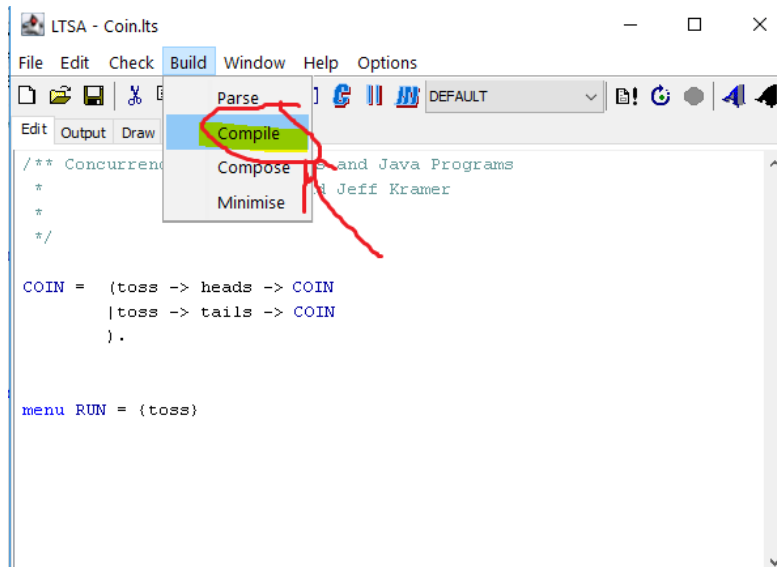 LTSA - Coin.lts
File Edit Check Build Window Help Options
DEFAULT
Edit Output Draw
Parse
Compile
Compose
Minimise
/** Concurrenc and Java Programs
* d Jeff Kramer
*
*/
COIN = (toss -> heads -> COIN
|toss -> tails -> COIN
).
menu RUN = {toss}